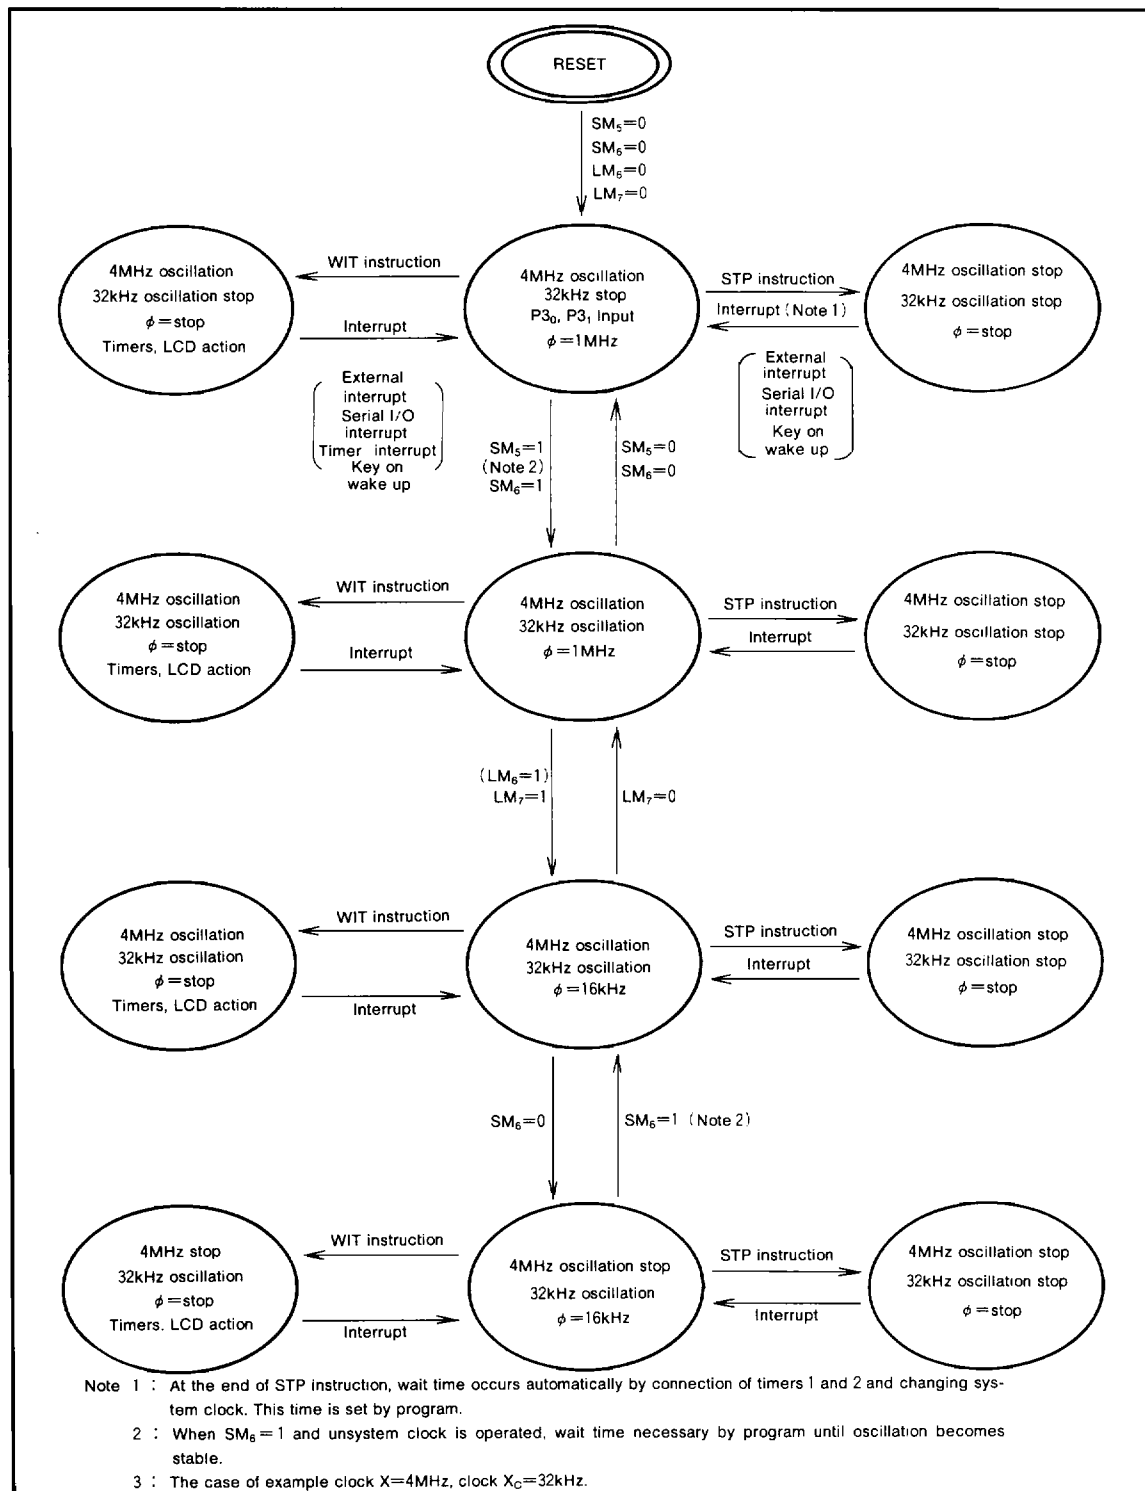 RESET
SM₅=0
SM₆=0
LM₆=0
LM₇=0
4MHz oscillation
32kHz oscillation stop
ϕ=stop
Timers, LCD action
WIT instruction
Interrupt
External
interrupt
Serial I/O
interrupt
Timer interrupt
Key on
wake up
4MHz oscillation
32kHz stop
P3₀, P3₁ Input
ϕ=1MHz
STP instruction
Interrupt (Note 1)
External
interrupt
Serial I/O
interrupt
Key on
wake up
4MHz oscillation stop
32kHz oscillation stop
ϕ=stop
SM₅=1
(Note 2)
SM₆=1
SM₅=0
SM₆=0
4MHz oscillation
32kHz oscillation
ϕ=stop
Timers, LCD action
WIT instruction
Interrupt
4MHz oscillation
32kHz oscillation
ϕ=1MHz
STP instruction
Interrupt
4MHz oscillation stop
32kHz oscillation stop
ϕ=stop
(LM₆=1)
LM₇=1
LM₇=0
4MHz oscillation
32kHz oscillation
ϕ=stop
Timers, LCD action
WIT instruction
Interrupt
4MHz oscillation
32kHz oscillation
ϕ=16kHz
STP instruction
Interrupt
4MHz oscillation stop
32kHz oscillation stop
ϕ=stop
SM₆=0
SM₆=1 (Note 2)
4MHz stop
32kHz oscillation
ϕ=stop
Timers. LCD action
WIT instruction
Interrupt
4MHz oscillation stop
32kHz oscillation
ϕ=16kHz
STP instruction
Interrupt
4MHz oscillation stop
32kHz oscillation stop
ϕ=stop
Note 1 : At the end of STP instruction, wait time occurs automatically by connection of timers 1 and 2 and changing sys-
tem clock. This time is set by program.
2 : When SM₆=1 and unsystem clock is operated, wait time necessary by program until oscillation becomes
stable.
3 : The case of example clock X=4MHz, clock X_C=32kHz.